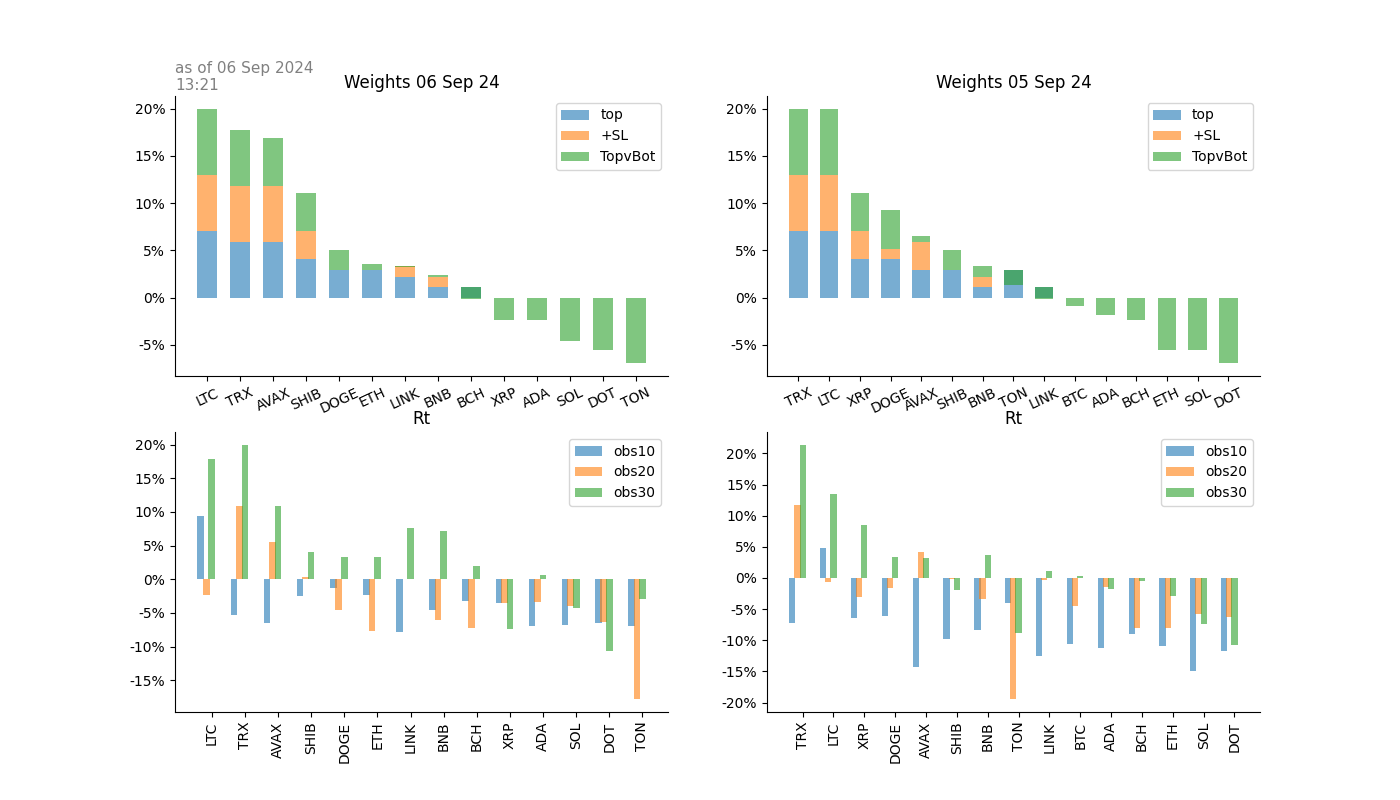 as of 06 Sep 2024
13:21
Weights 06 Sep 24
20%
15%
10%
5%
0%
-5%
top
+SL
TopvBot
LTC TRX AVAX SHIB DOGE ETH LINK BNB BCH XRP ADA SOL DOT TON
Weights 05 Sep 24
20%
15%
10%
5%
0%
-5%
top
+SL
TopvBot
TRX LTC XRP DOGE AVAX SHIB BNB TON LINK BTC ADA BCH ETH SOL DOT
Rt
20%
15%
10%
5%
0%
-5%
-10%
-15%
obs10
obs20
obs30
LTC TRX AVAX SHIB DOGE ETH LINK BNB BCH XRP ADA SOL DOT TON
Rt
20%
15%
10%
5%
0%
-5%
-10%
-15%
-20%
obs10
obs20
obs30
TRX LTC XRP DOGE AVAX SHIB BNB TON LINK BTC ADA BCH ETH SOL DOT